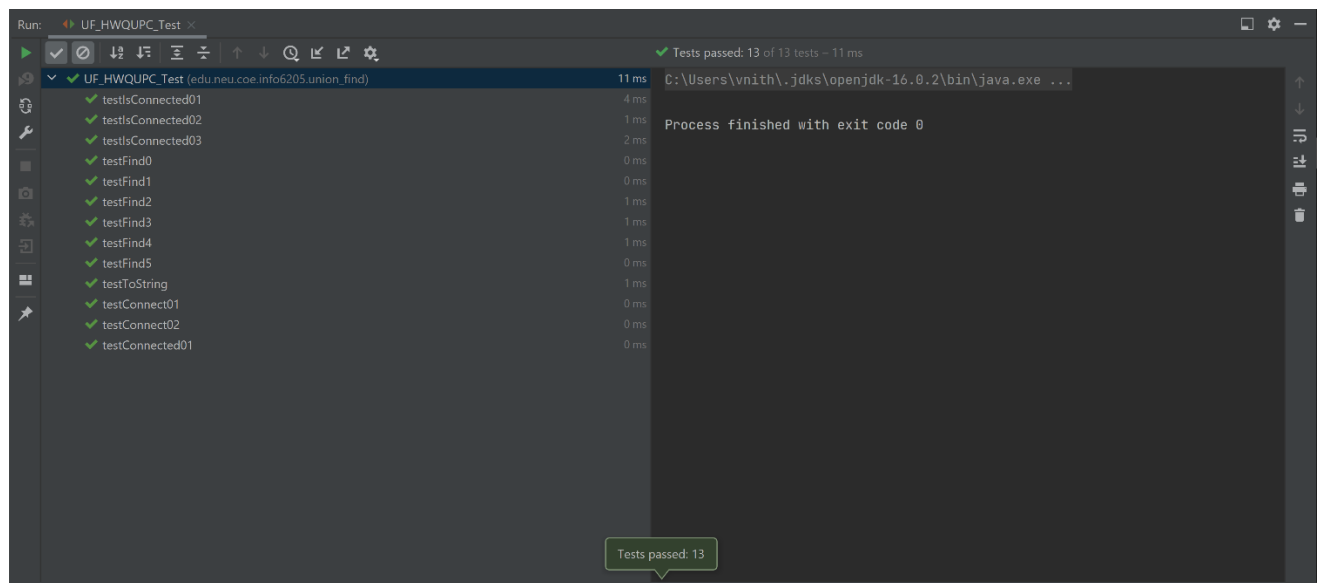 Run: UF_HWQUPC_Test
Tests passed: 13 of 13 tests – 11 ms
UF_HWQUPC_Test (edu.neu.coe.info6205.union_find) 11 ms
testIsConnected01 4 ms
testIsConnected02 1 ms
testIsConnected03 2 ms
testFind0 0 ms
testFind1 0 ms
testFind2 1 ms
testFind3 1 ms
testFind4 1 ms
testFind5 0 ms
testToString 1 ms
testConnect01 0 ms
testConnect02 0 ms
testConnected01 0 ms
C:\Users\vnith\.jdks\openjdk-16.0.2\bin\java.exe ...
Process finished with exit code 0
Tests passed: 13